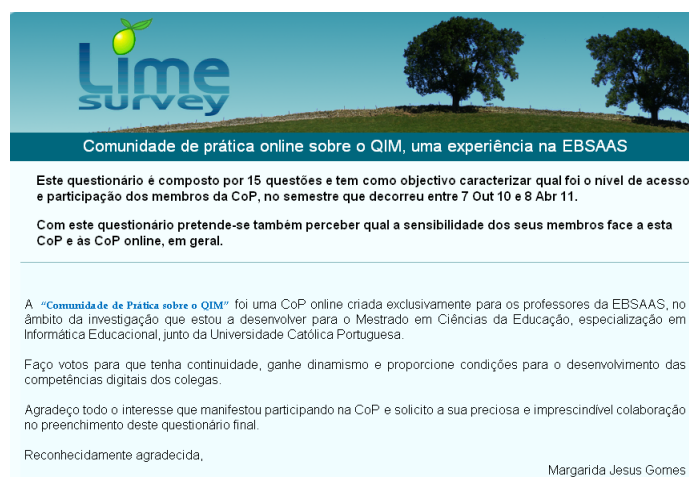 Lime
survey
Comunidade de prática online sobre o QIM, uma experiência na EBSAAS
Este questionário é composto por 15 questões e tem como objectivo caracterizar qual foi o nível de acesso
e participação dos membros da CoP, no semestre que decorreu entre 7 Out 10 e 8 Abr 11.
Com este questionário pretende-se também perceber qual a sensibilidade dos seus membros face a esta
CoP e às CoP online, em geral.
A “Comunidade de Prática sobre o QIM” foi uma CoP online criada exclusivamente para os professores da EBSAAS, no
âmbito da investigação que estou a desenvolver para o Mestrado em Ciências da Educação, especialização em
Informática Educacional, junto da Universidade Católica Portuguesa.
Faço votos para que tenha continuidade, ganhe dinamismo e proporcione condições para o desenvolvimento das
competências digitais dos colegas.
Agradeço todo o interesse que manifestou participando na CoP e solicito a sua preciosa e imprescindível colaboração
no preenchimento deste questionário final.
Reconhecidamente agradecida,
Margarida Jesus Gomes